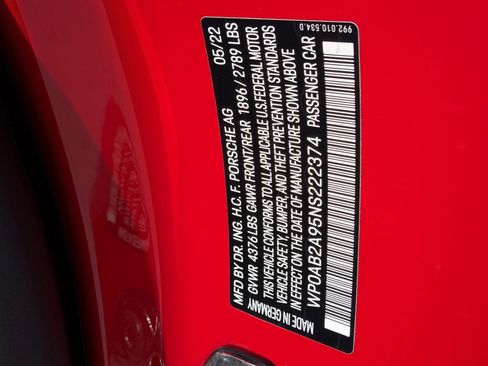 MFD BY DR. ING. H.C. F. PORSCHE AG 05/22
GVWR 4376 LBS GAWR FRONT/REAR 1896 / 2789 LBS
THIS VEHICLE CONFORMS TO ALL APPLICABLE U.S.FEDERAL MOTOR
VEHICLE SAFETY, BUMPER, AND THEFT PREVENTION STANDARDS
IN EFFECT ON THE DATE OF MANUFACTURE SHOWN ABOVE
WP0AB2A95NS222374 PASSENGER CAR
MADE IN GERMANY
992.010.534.D